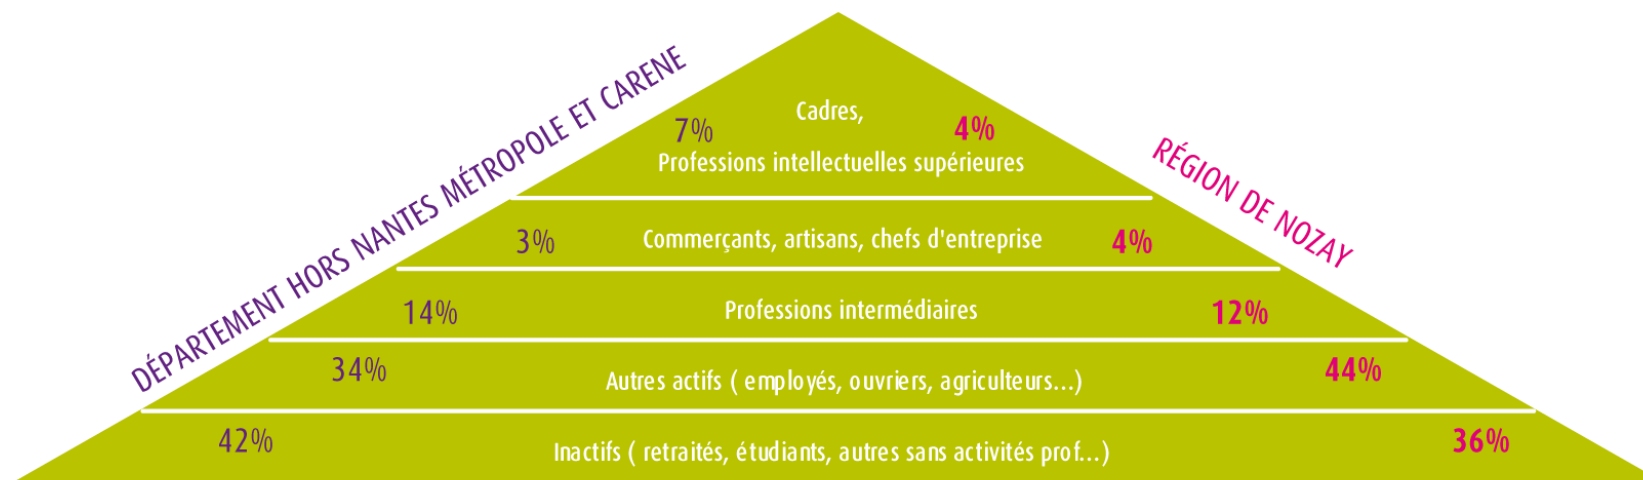 DÉPARTEMENT HORS NANTES MÉTROPOLE ET CARENE
RÉGION DE NOZAY
7%
Cadres,
4%
Professions intellectuelles supérieures
3%
Commerçants, artisans, chefs d'entreprise
4%
14%
Professions intermédiaires
12%
34%
Autres actifs ( employés, ouvriers, agriculteurs...)
44%
42%
Inactifs ( retraités, étudiants, autres sans activités prof...)
36%